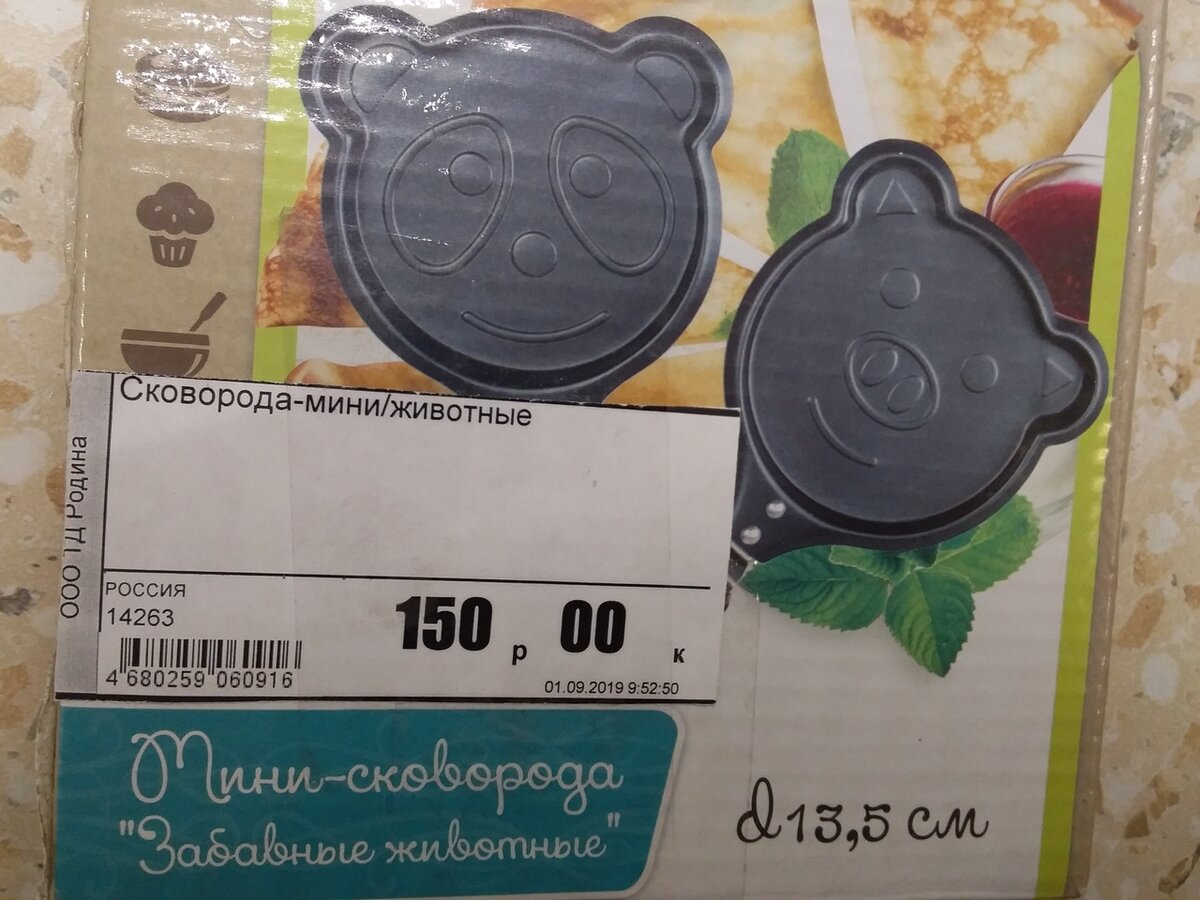 Сковорода-мини/животные
ООО ТД Родина
РОССИЯ
14263
150 р 00 к
4 680259 060916
01.09.2019 9:52:50
Мини-сковорода
"Забавные животные"
d 13,5 см